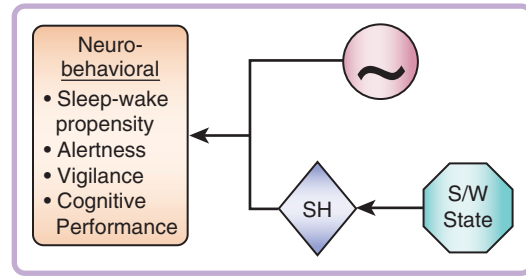 Neuro-
behavioral
• Sleep-wake
propensity
• Alertness
• Vigilance
• Cognitive
Performance
~
SH
S/W
State